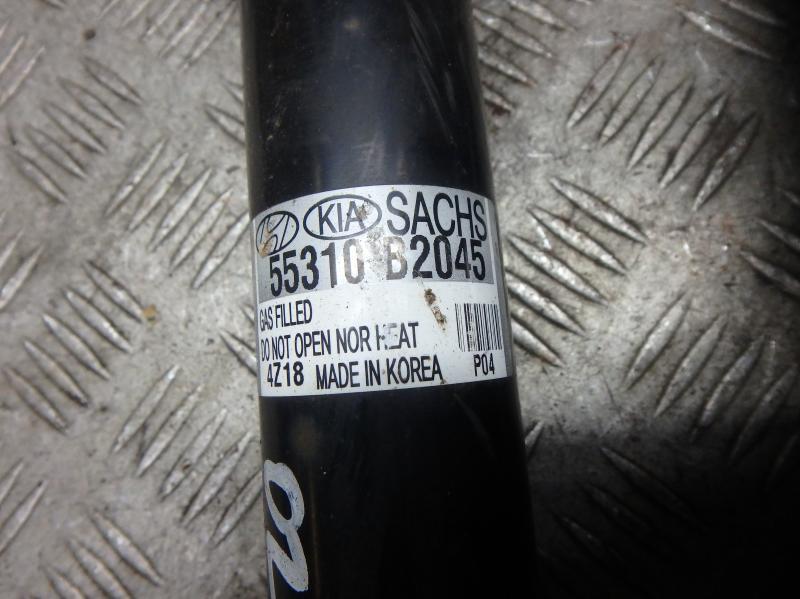 KIA SACHS
55310 B2045
GAS FILLED
DO NOT OPEN NOR HEAT
4Z18 MADE IN KOREA P04